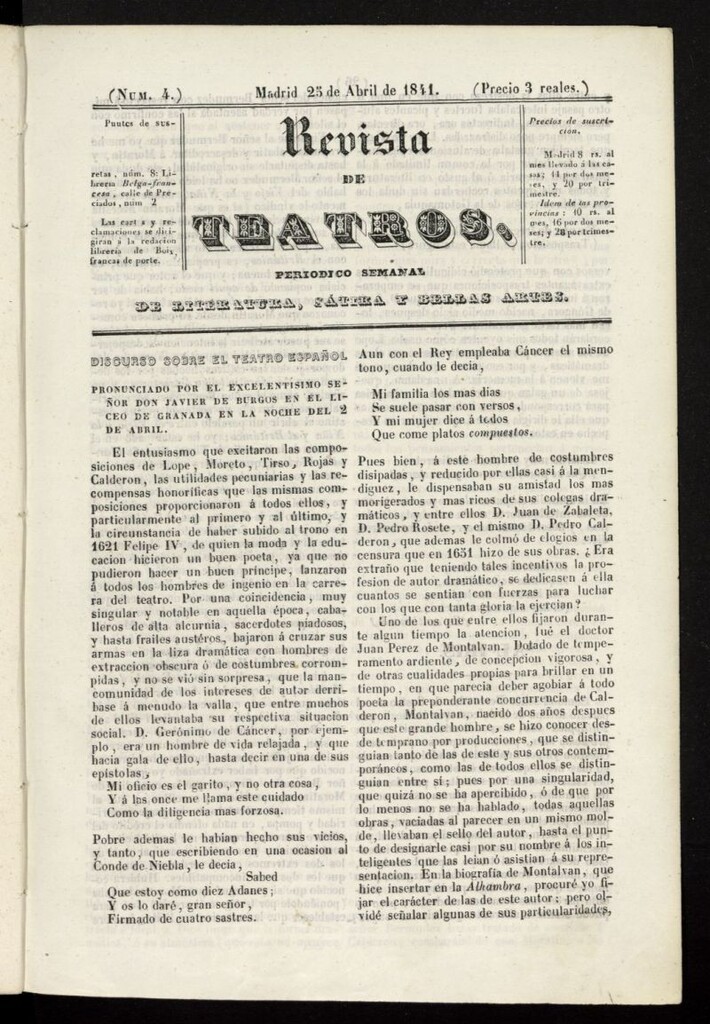 (Num. 4.)
Madrid 25 de Abril de 1841.
(Precio 3 reales.)
Puntos de sus-
retas, núm. 8: Li-
breria Belga-fran-
cesa, calle de Pre-
ciados, núm 2
Las cartas y re-
clamaciones se diri-
giran á la redacion
libreria de Boix,
francas de porte.
Revista
DE
TEATROS.
PERIODICO SEMANAL
DE LITERATURA, SÁTIRA Y BELLAS ARTES.
Precios de suscri-
cion.
Madrid 8 rs. al
mes llevado á las ca-
sas; 14 por dos me-
ses, y 20 por tri-
mestre.
Idem de las pro-
vincias: 10 rs. al
mes, 16 por dos me-
ses; y 28 por trimes-
tre.
DISCURSO SOBRE EL TEATRO ESPAÑOL
PRONUNCIADO POR EL EXCELENTÍSIMO SE-
ÑOR DON JAVIER DE BURGOS EN EL LI-
CEO DE GRANADA EN LA NOCHE DEL 2
DE ABRIL.
El entusiasmo que excitaron las compo-
siciones de Lope, Moreto, Tirso, Rojas y
Calderon, las utilidades pecuniarias y las re-
compensas honoríficas que las mismas com-
posiciones proporcionaron á todos ellos, y
particularmente al primero y al último, y
la circunstancia de haber subido al trono en
1621 Felipe IV, de quien la moda y la edu-
cacion hicieron un buen poeta, ya que no
pudieron hacer un buen príncipe, lanzaron
á todos los hombres de ingenio en la carre-
ra del teatro. Por una coincidencia, muy
singular y notable en aquella época, caba-
lleros de alta alcurnia, sacerdotes piadosos,
y hasta frailes austéros, bajaron á cruzar sus
armas en la liza dramática con hombres de
extraccion obscura ó de costumbres corrom-
pidas, y no se vió sin sorpresa, que la man-
comunidad de los intereses de autor derri-
base á menudo la valla, que entre muchos
de ellos levantaba su respectiva situacion
social. D. Gerónimo de Cáncer, por ejem-
plo, era un hombre de vida relajada, y que
hacia gala de ello, hasta decir en una de sus
epístolas,
Mi oficio es el garito, y no otra cosa,
Y á las once me llama este cuidado
Como la diligencia mas forzosa.
Pobre ademas le habian hecho sus vicios,
y tanto, que escribiendo en una ocasion al
Conde de Niebla, le decia,
Sabed
Que estoy como diez Adanes;
Y os lo daré, gran señor,
Firmado de cuatro sastres.
Aun con el Rey empleaba Cáncer el mismo
tono, cuando le decia,
Mi familia los mas dias
Se suele pasar con versos,
Y mi mujer dice á todos
Que come platos compuestos.
Pues bien, á este hombre de costumbres
disipadas, y reducido por ellas casi á la men-
diguez, le dispensaban su amistad los mas
morigerados y mas ricos de sus colegas dra-
máticos, y entre ellos D. Juan de Zabaleta,
D. Pedro Rosete, y el mismo D. Pedro Cal-
deron, que ademas le colmó de elogios en la
censura que en 1651 hizo de sus obras. ¿Era
extraño que teniendo tales incentivos la pro-
fesion de autor dramático, se dedicasen á ella
cuantos se sentian con fuerzas para luchar
con los que con tanta gloria la ejercian?
Uno de los que entre ellos fijaron duran-
te algun tiempo la atencion, fué el doctor
Juan Perez de Montalvan. Dotado de tempe-
ramento ardiente, de concepcion vigorosa, y
de otras cualidades propias para brillar en un
tiempo, en que parecia deber agobiar á todo
poeta la preponderante concurrencia de Cal-
deron, Montalvan, nacido dos años despues
que este grande hombre, se hizo conocer des-
de temprano por producciones, que se distin-
guian tanto de las de este y sus otros contem-
poráneos, como las de todos ellos se distin-
guian entre sí; pues por una singularidad,
que quizá no se ha apercibido, ó de que por
lo menos no se ha hablado, todas aquellas
obras, vaciadas al parecer en un mismo mol-
de, llevaban el sello del autor, hasta el pun-
to de designarle casi por su nombre á los in-
teligentes que las leian ó asistian á su repre-
sentacion. En la biografía de Montalvan, que
hice insertar en la Alhambra, procuré yo fi-
jar el carácter de las de este autor; pero ol-
vidé señalar algunas de sus particularidades,